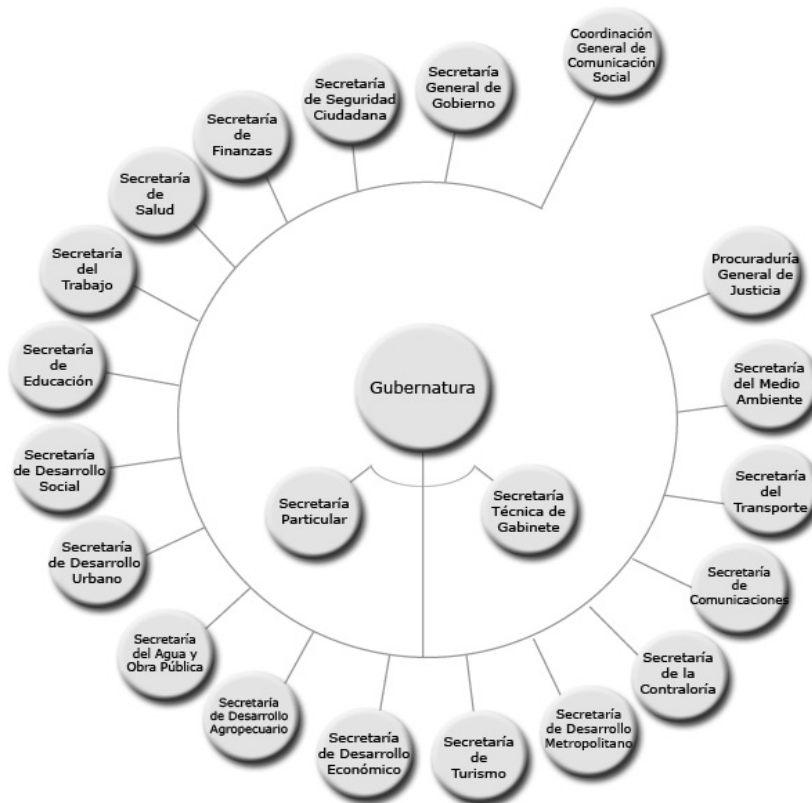 Coordinación
General de
Comunicación
Social
Secretaría
General de
Gobierno
Secretaría
de Seguridad
Ciudadana
Secretaría
de
Finanzas
Secretaría
de
Salud
Secretaría
del
Trabajo
Secretaría
de
Educación
Secretaría
de Desarrollo
Social
Secretaría
de Desarrollo
Urbano
Secretaría
del Agua y
Obra Pública
Secretaría
de Desarrollo
Agropecuario
Secretaría
de Desarrollo
Económico
Secretaría
de
Turismo
Secretaría
de Desarrollo
Metropolitano
Secretaría
de la
Contraloría
Secretaría
de
Comunicaciones
Secretaría
del
Transporte
Secretaría
del Medio
Ambiente
Procuraduría
General de
Justicia
Gubernatura
Secretaría
Particular
Secretaría
Técnica de
Gabinete